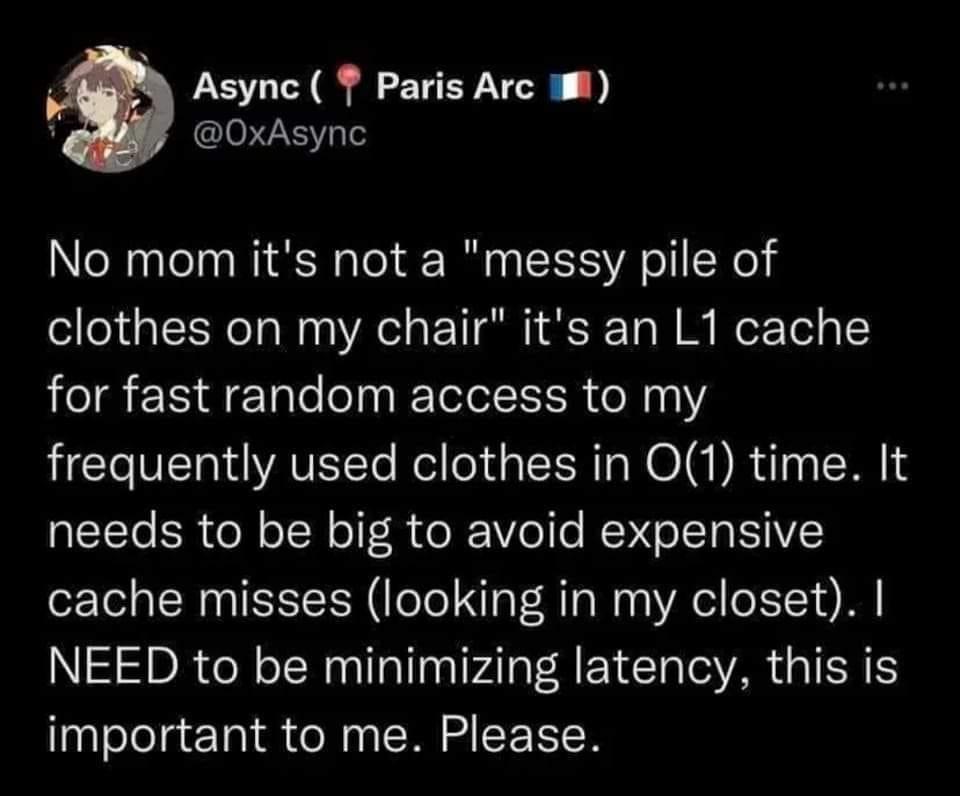 Async (📍 Paris Arc 🇫🇷)
@0xAsync
No mom it's not a "messy pile of
clothes on my chair" it's an L1 cache
for fast random access to my
frequently used clothes in O(1) time. It
needs to be big to avoid expensive
cache misses (looking in my closet). I
NEED to be minimizing latency, this is
important to me. Please.